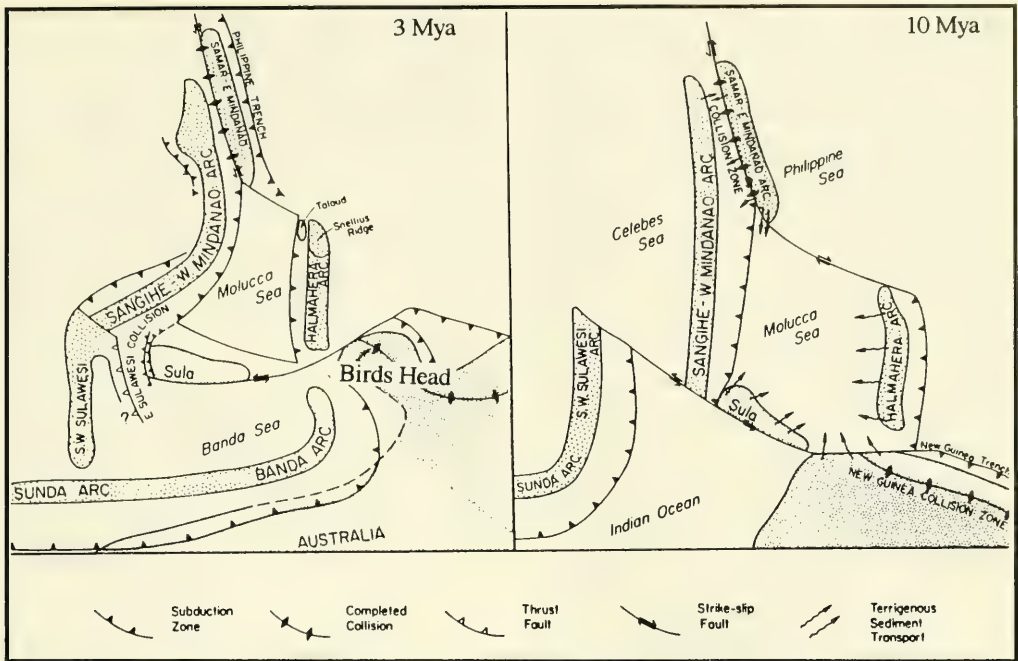 3 Mya
SAMAR-E MINDANAO
PHILIPPINE TRENCH
SANGIHE-W. MINDANAO ARC
Talaud
Snellius
Ridge
Molucca
Sea
HALMAHERA
ARC
E SULAWESI COLLISION
Sula
Birds Head
S.W. SULAWESI
?
Banda Sea
BANDA ARC
SUNDA ARC
AUSTRALIA
10 Mya
SAMAR-E MINDANAO ARC
COLLISION
ZONE
Philippine
Sea
Celebes
Sea
SANGIHE-W. MINDANAO ARC
Molucca
Sea
HALMAHERA ARC
S.W. SULAWESI
ARC
Sula
SUNDA ARC
Indian Ocean
New Guinea Trench
NEW GUINEA COLLISION ZONE
Subduction
Zone
Completed
Collision
Thrust
Fault
Strike-slip
Fault
Terrigenous
Sediment
Transport